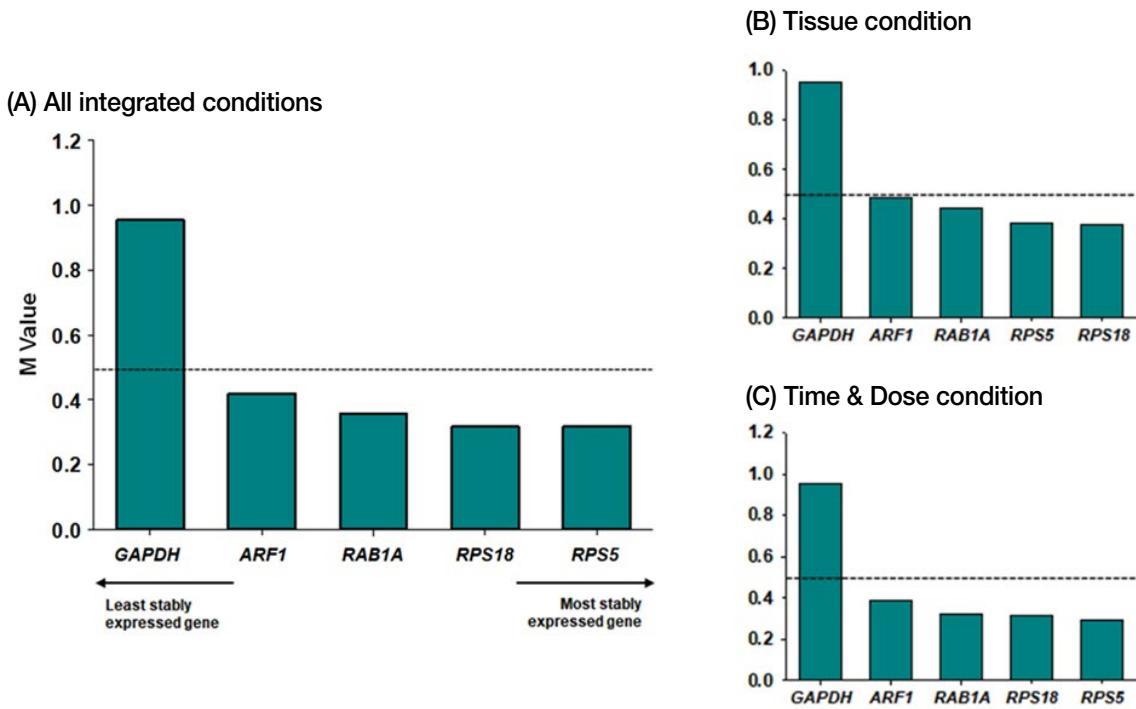 (A) All integrated conditions
M Value
1.2
1.0
0.8
0.6
0.4
0.2
0.0
GAPDH ARF1 RAB1A RPS18 RPS5
Least stably
expressed gene
Most stably
expressed gene
(B) Tissue condition
1.0
0.8
0.6
0.4
0.2
0.0
GAPDH ARF1 RAB1A RPS5 RPS18
(C) Time & Dose condition
1.2
1.0
0.8
0.6
0.4
0.2
0.0
GAPDH ARF1 RAB1A RPS18 RPS5